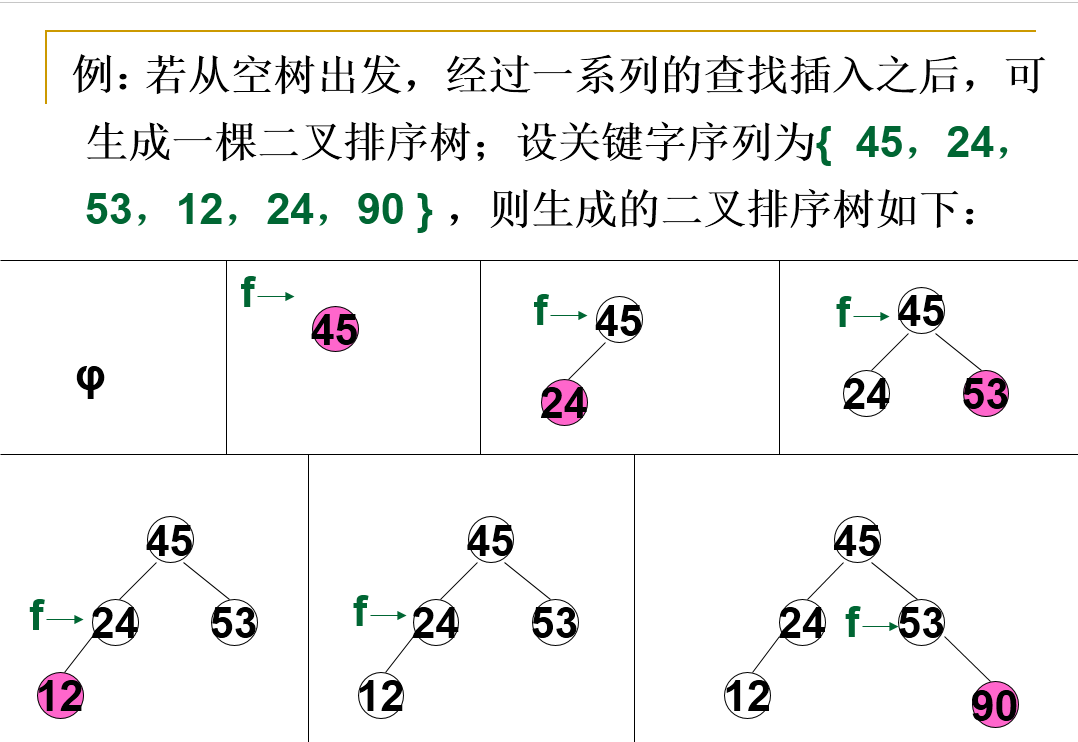 例：若从空树出发，经过一系列的查找插入之后，可
生成一棵二叉排序树；设关键字序列为{ 45，24，
53，12，24，90 }，则生成的二叉排序树如下：
φ
f
45
f
45
24
f
45
24
53
45
f
24
53
12
45
f
24
53
12
45
24
f
53
12
90